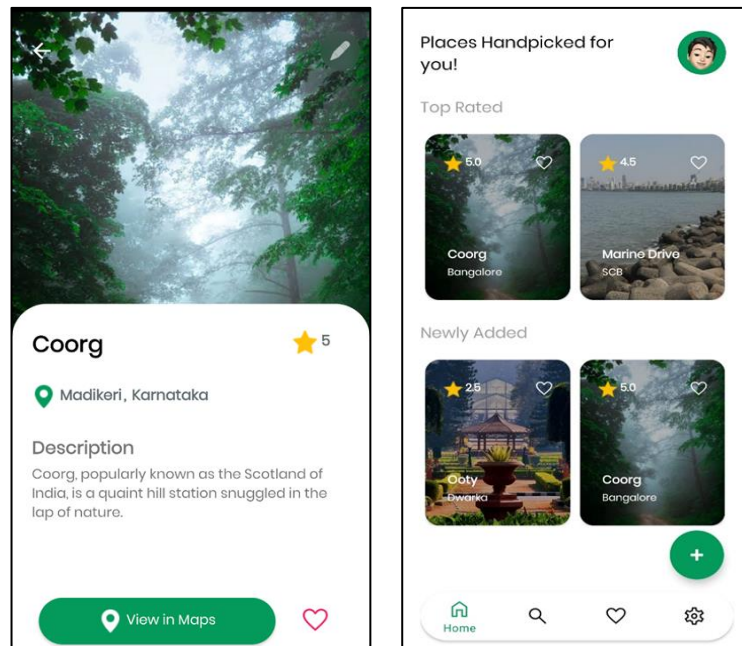 Coorg
5
Madikeri, Karnataka
Description
Coorg, popularly known as the Scotland of
India, is a quaint hill station snuggled in the
lap of nature.
View in Maps
Places Handpicked for
you!
Top Rated
5.0
4.5
Coorg
Bangalore
Marine Drive
SCB
Newly Added
2.5
5.0
Ooty
Dwarka
Coorg
Bangalore
+
Home